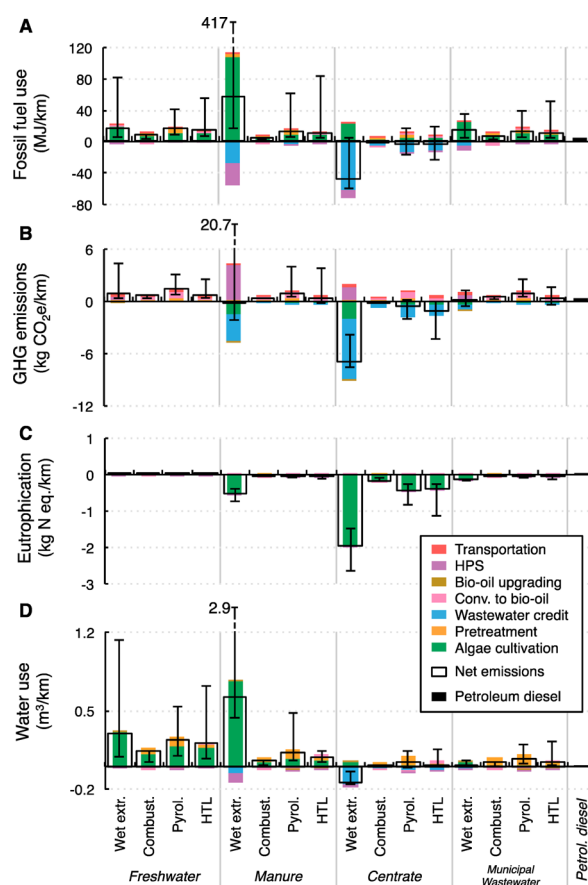 A
417
120
80
40
0
-40
-80
Fossil fuel use
(MJ/km)
B
20.7
6
0
-6
-12
GHG emissions
(kg CO2e/km)
C
1
0
-1
-2
-3
Eutrophication
(kg N eq./km)
Transportation
HPS
Bio-oil upgrading
Conv. to bio-oil
Wastewater credit
Pretreatment
Algae cultivation
Net emissions
Petroleum diesel
D
2.9
1.2
0.5
-0.2
Water use
(m³/km)
Wet extr.
Combust.
Pyrol.
HTL
Wet extr.
Combust.
Pyrol.
HTL
Wet extr.
Combust.
Pyrol.
HTL
Wet extr.
Combust.
Pyrol.
HTL
Petrol. diesel
Freshwater
Manure
Centrate
Municipal
Wastewater